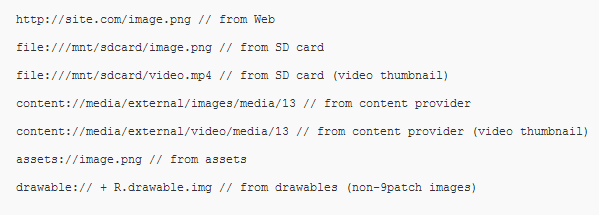 http://site.com/image.png // from Web
file:///mnt/sdcard/image.png // from SD card
file:///mnt/sdcard/video.mp4 // from SD card (video thumbnail)
content://media/external/images/media/13 // from content provider
content://media/external/video/media/13 // from content provider (video thumbnail)
assets://image.png // from assets
drawable:// + R.drawable.img // from drawables (non-9patch images)